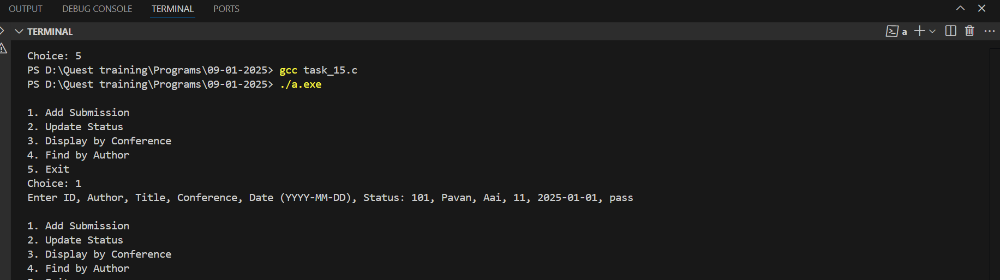 OUTPUT DEBUG CONSOLE TERMINAL PORTS
TERMINAL a
Choice: 5
PS D:\Quest training\Programs\09-01-2025> gcc task_15.c
PS D:\Quest training\Programs\09-01-2025> ./a.exe
1. Add Submission
2. Update Status
3. Display by Conference
4. Find by Author
5. Exit
Choice: 1
Enter ID, Author, Title, Conference, Date (YYYY-MM-DD), Status: 101, Pavan, Aai, 11, 2025-01-01, pass
1. Add Submission
2. Update Status
3. Display by Conference
4. Find by Author